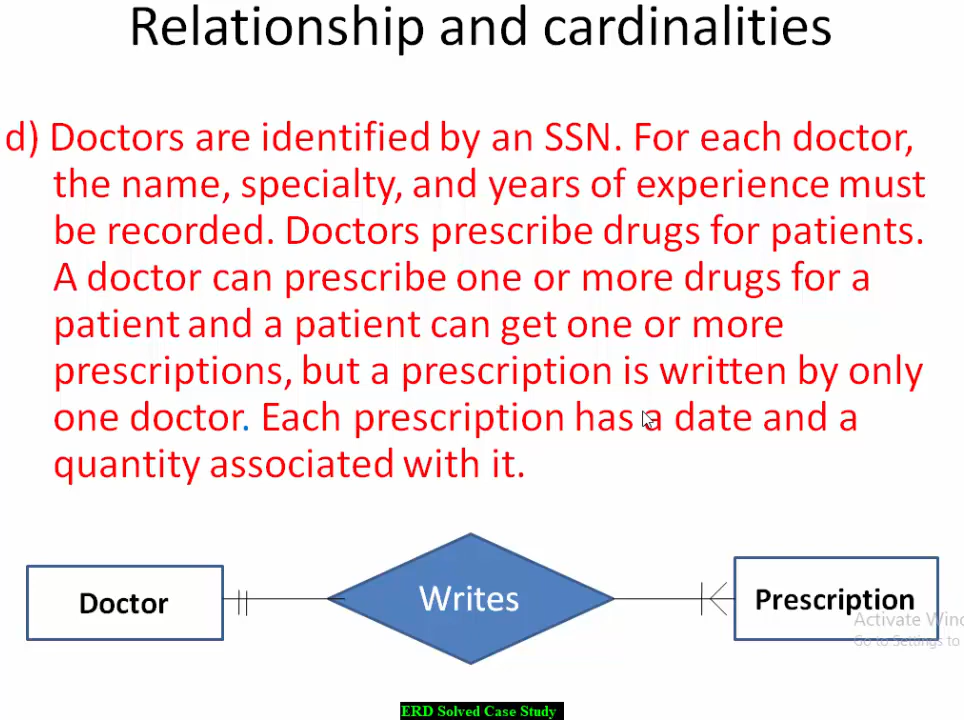 Relationship and cardinalities
d) Doctors are identified by an SSN. For each doctor,
the name, specialty, and years of experience must
be recorded. Doctors prescribe drugs for patients.
A doctor can prescribe one or more drugs for a
patient and a patient can get one or more
prescriptions, but a prescription is written by only
one doctor. Each prescription has a date and a
quantity associated with it.
Doctor
Writes
Prescription
Activate Win
Go to Settings to
ERD Solved Case Study